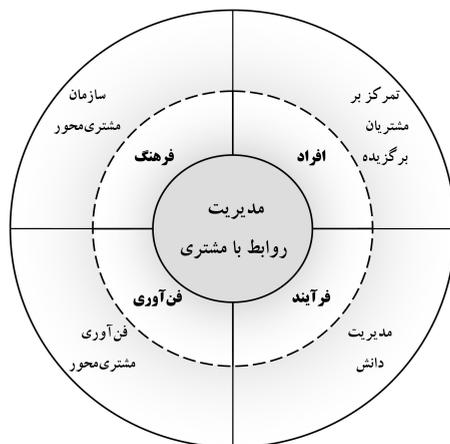 تمرکز بر
مشتریان
برگزیده
سازمان
مشتری‌محور
افراد
فرهنگ
مدیریت
روابط با مشتری
فرآیند
فن‌آوری
مدیریت
دانش
فن‌آوری
مشتری‌محور